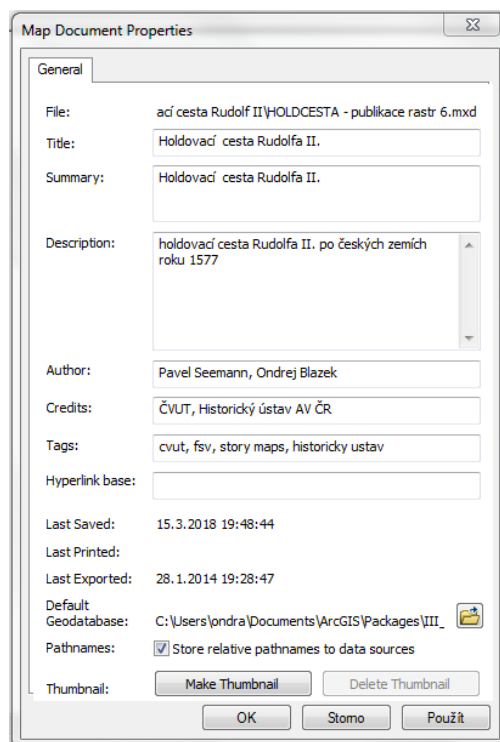 Map Document Properties
General
File: ací cesta Rudolf II\HOLDCESTA - publikace rastr 6.mxd
Title: Holdovací  cesta Rudolfa II.
Summary: Holdovací  cesta Rudolfa II.
Description: holdovací cesta Rudolfa II. po českých zemích
roku 1577
Author: Pavel Seemann, Ondrej Blazek
Credits: ČVUT, Historický ústav AV ČR
Tags: cvut, fsv, story maps, historicky ustav
Hyperlink base:
Last Saved: 15.3.2018 19:48:44
Last Printed:
Last Exported: 28.1.2014 19:28:47
Default
Geodatabase: C:\Users\ondra\Documents\ArcGIS\Packages\III_
Pathnames: Store relative pathnames to data sources
Thumbnail: Make Thumbnail Delete Thumbnail
OK Storno Použít